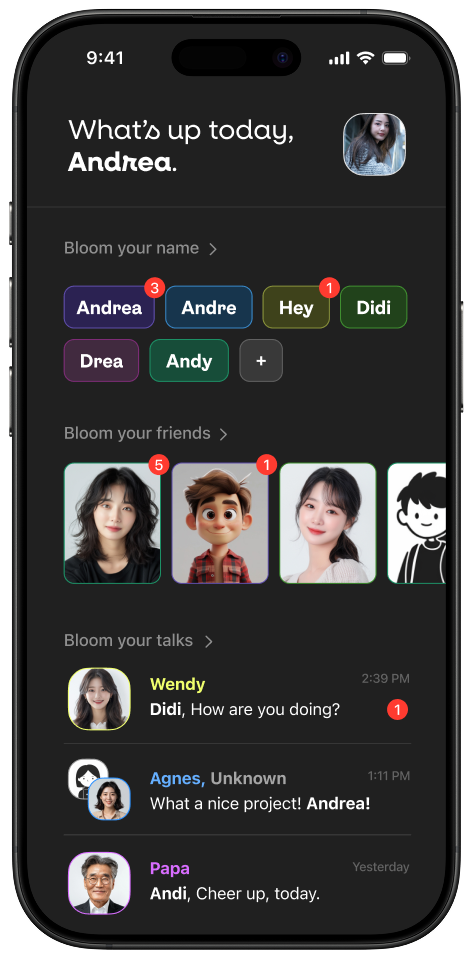 9:41
What's up today,
Andrea.
Bloom your name >
3
1
Andrea
Andre
Hey
Didi
Drea
Andy
+
Bloom your friends >
5
1
Bloom your talks >
Wendy
2:39 PM
Didi, How are you doing?
1
Agnes, Unknown
1:11 PM
What a nice project! Andrea!
Papa
Yesterday
Andi, Cheer up, today.